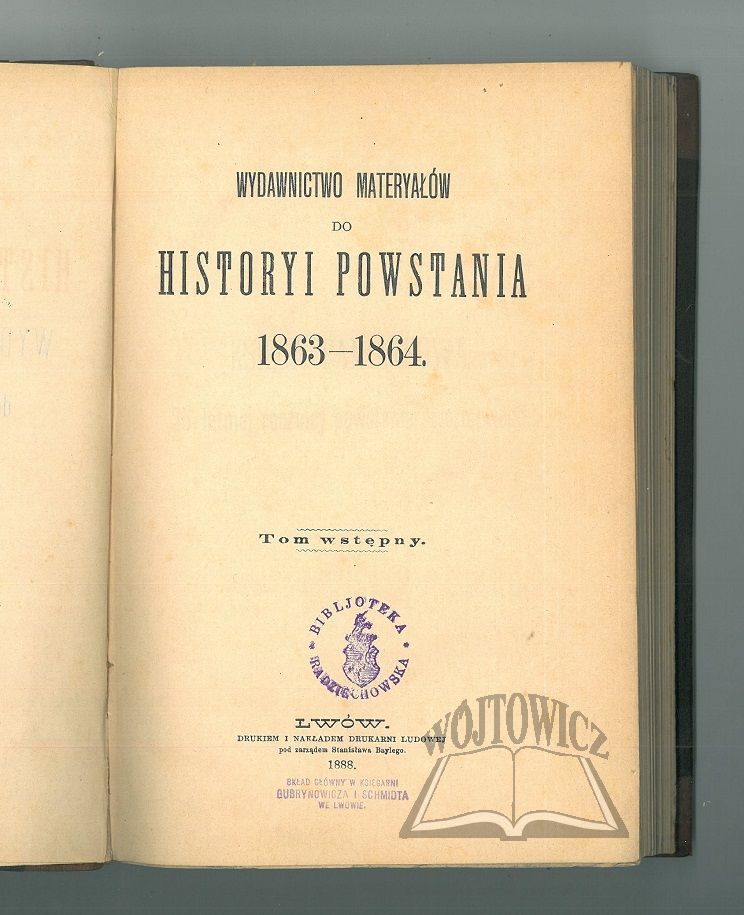 WYDAWNICTWO MATERYAŁÓW
DO
HISTORYI POWSTANIA
1863—1864.
Tom wstępny.
BIBLJOTEKA
RADZIECHOWSKA
LWÓW.
DRUKIEM I NAKŁADEM DRUKARNI LUDOWEJ
pod zarządem Stanisława Baylego.
1888.
SKŁAD GŁÓWNY W KSIĘGARNI
GUBRYNOWICZA I SCHMIDTA
WE LWOWIE.
WÓJTOWICZ